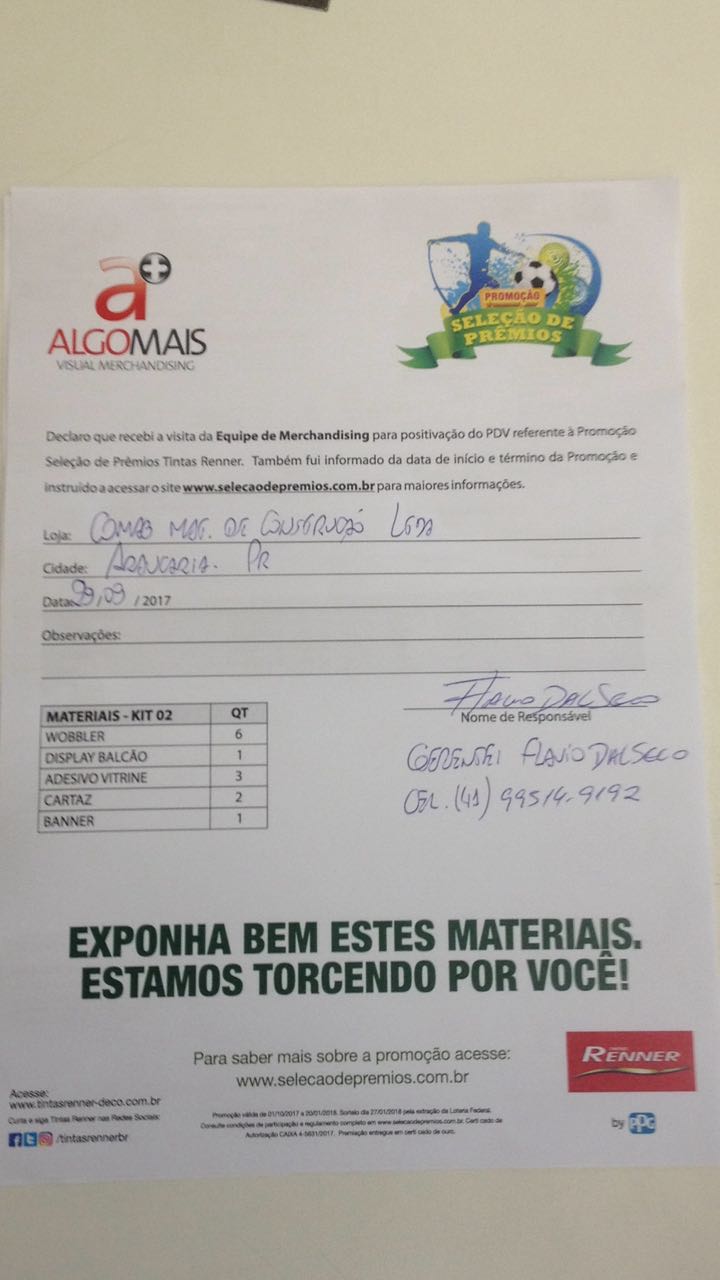 a+
ALGOMAIS
VISUAL MERCHANDISING
PROMOÇÃO
SELEÇÃO DE
PRÊMIOS
Declaro que recebi a visita da Equipe de Merchandising para positivação do PDV referente à Promoção
Seleção de Prêmios Tintas Renner. Também fui informado da data de início e término da Promoção e
instruído a acessar o site www.selecaodepremios.com.br para maiores informações.
Loja: COMAB MAT. DE CONSTRUÇÃO LTDA
Cidade: ARAUCARIA. PR
Data: 29/09 / 2017
Observações:
FLAVIO DALSECO
Nome de Responsável
MATERIAIS - KIT 02 QT
WOBBLER 6
DISPLAY BALCÃO 1
ADESIVO VITRINE 3
CARTAZ 2
BANNER 1
FLAVIO DALSECO
CEL. (41) 99514-9192
EXPONHA BEM ESTES MATERIAIS.
ESTAMOS TORCENDO POR VOCÊ!
Para saber mais sobre a promoção acesse:
www.selecaodepremios.com.br
RENNER
by PPG
Acesse:
www.tintasrenner-deco.com.br
Curta e siga Tintas Renner nas Redes Sociais:
/tintasrennerbr
Promoção válida de 01/10/2017 a 20/01/2018. Sorteio dia 27/01/2018 pela extração da Loteria Federal.
Consulte condições de participação e regulamento completo em www.selecaodepremios.com.br. Certi cado de
Autorização CAIXA 4-5631/2017. Premiação entregue em certi cado de ouro.